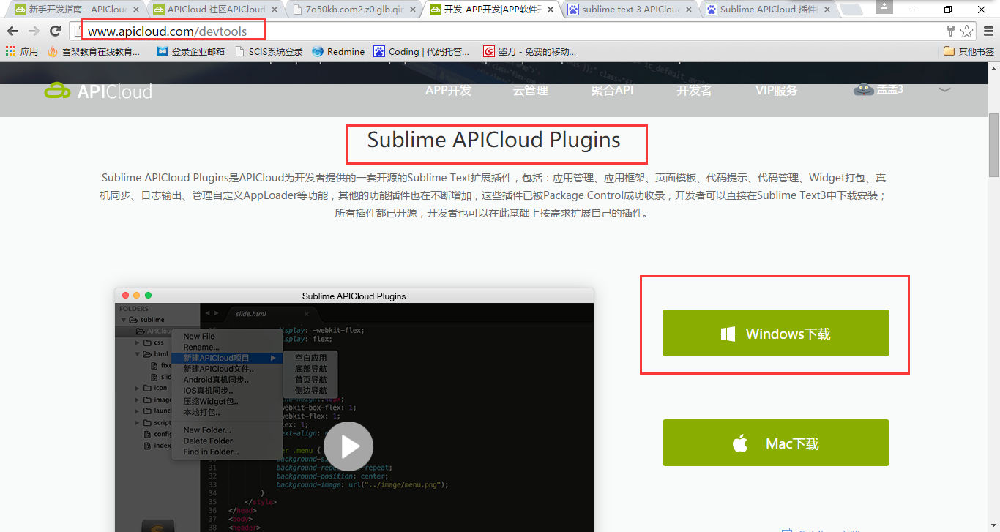 新手开发指南 - APICloud
APICloud 社区APICloud
7o50kb.com2.z0.glb.qin
开发-APP开发|APP软件开
sublime text 3 APICloud
Sublime APICloud 插件
www.apicloud.com/devtools
应用
雪梨教育在线教育...
登录企业邮箱
SCIS系统登录
Redmine
Coding | 代码托管...
墨刀 - 免费的移动...
其他书签
APICloud
APP开发
云管理
聚合API
开发者
VIP服务
孟孟3
Sublime APICloud Plugins
Sublime APICloud Plugins是APICloud为开发者提供的一套开源的Sublime Text扩展插件，包括：应用管理、应用框架、页面模板、代码提示、代码管理、Widget打包、真
机同步、日志输出、管理自定义AppLoader等功能，其他的功能插件也在不断增加，这些插件已被Package Control成功收录，开发者可以直接在Sublime Text3中下载安装；
所有插件都已开源，开发者也可以在此基础上按需求扩展自己的插件。
Sublime APICloud Plugins
FOLDERS
sublime
APIClou
css
html
fixe
slid
icon
image
launc
script
config
index
slide.html
display: -webkit-flex;
display: flex;
New File
Rename...
新建APICloud项目
新建APICloud文件..
Android真机同步..
IOS真机同步..
压缩Widget包..
本地打包..
New Folder...
Delete Folder
Find in Folder...
空白应用
底部导航
首页导航
侧边导航
webkit-box-flex: 1;
webkit-flex: 1;
lex: 1;
ext-align:
er .menu {
background-si
31 background-repe -repeat;
32 background-position: center;
33 background-image: url("../image/menu.png");
34 }
35 </style>
36 </head>
37 <body>
38 <header>
Windows下载
Mac下载